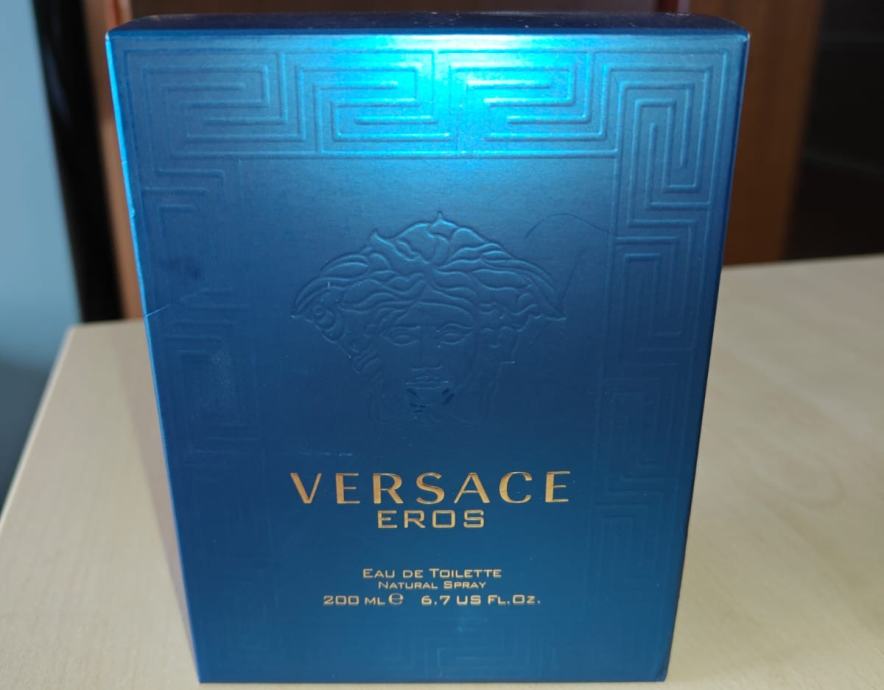 VERSACE
EROS
EAU DE TOILETTE
NATURAL SPRAY
200 ML ℮ 6.7 US FL.OZ.